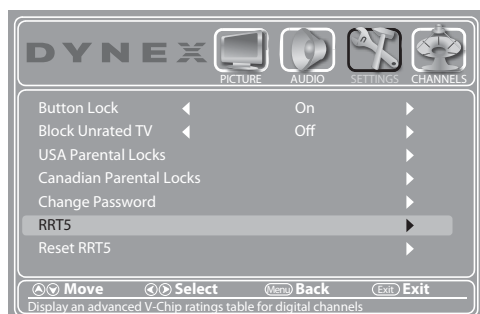 DYNEX
PICTURE AUDIO SETTINGS CHANNELS
Button Lock On
Block Unrated TV Off
USA Parental Locks
Canadian Parental Locks
Change Password
RRT5
Reset RRT5
Move Select Menu Back Exit Exit
Display an advanced V-Chip ratings table for digital channels